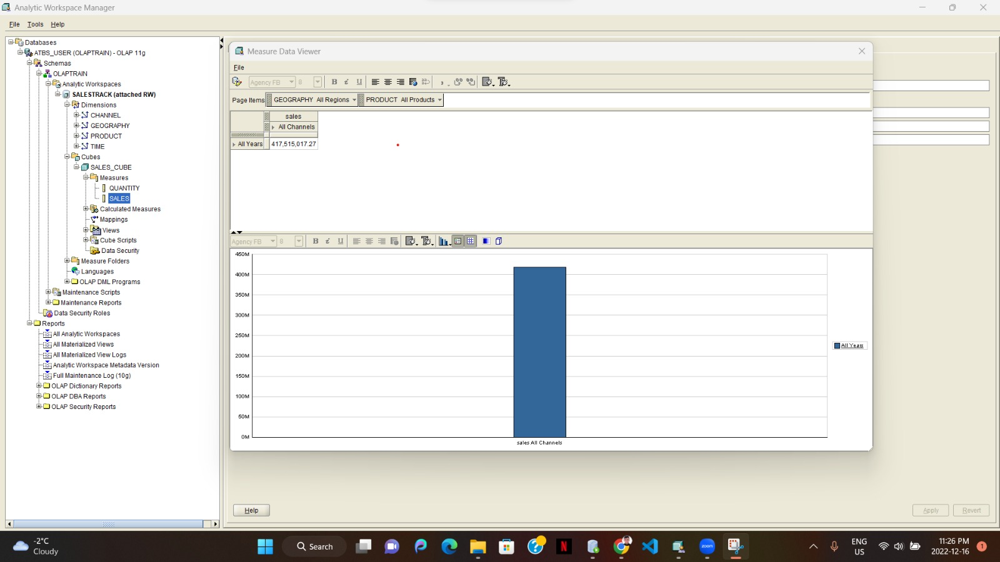 Analytic Workspace Manager
File Tools Help
Databases
ATBS_USER (OLAPTRAIN) - OLAP 11g
Schemas
OLAPTRAIN
Analytic Workspaces
SALESTRACK (attached RW)
Dimensions
CHANNEL
GEOGRAPHY
PRODUCT
TIME
Cubes
SALES_CUBE
Measures
QUANTITY
SALES
Calculated Measures
Mappings
Views
Cube Scripts
Data Security
Measure Folders
Languages
OLAP DML Programs
Maintenance Scripts
Maintenance Reports
Data Security Roles
Reports
All Analytic Workspaces
All Materialized Views
All Materialized View Logs
Analytic Workspace Metadata Version
Full Maintenance Log (10g)
OLAP Dictionary Reports
OLAP DBA Reports
OLAP Security Reports
Measure Data Viewer
File
Agency FB 8 B i U
Page Items GEOGRAPHY All Regions PRODUCT All Products
sales
All Channels
All Years 417,515,017.27
Agency FB 8 B i U
450M
400M
350M
300M
250M
200M
150M
100M
50M
0M
sales All Channels
All Years
Help
Apply Revert
-2°C
Cloudy
Search
zoom
ENG
US
11:26 PM
2022-12-16
1